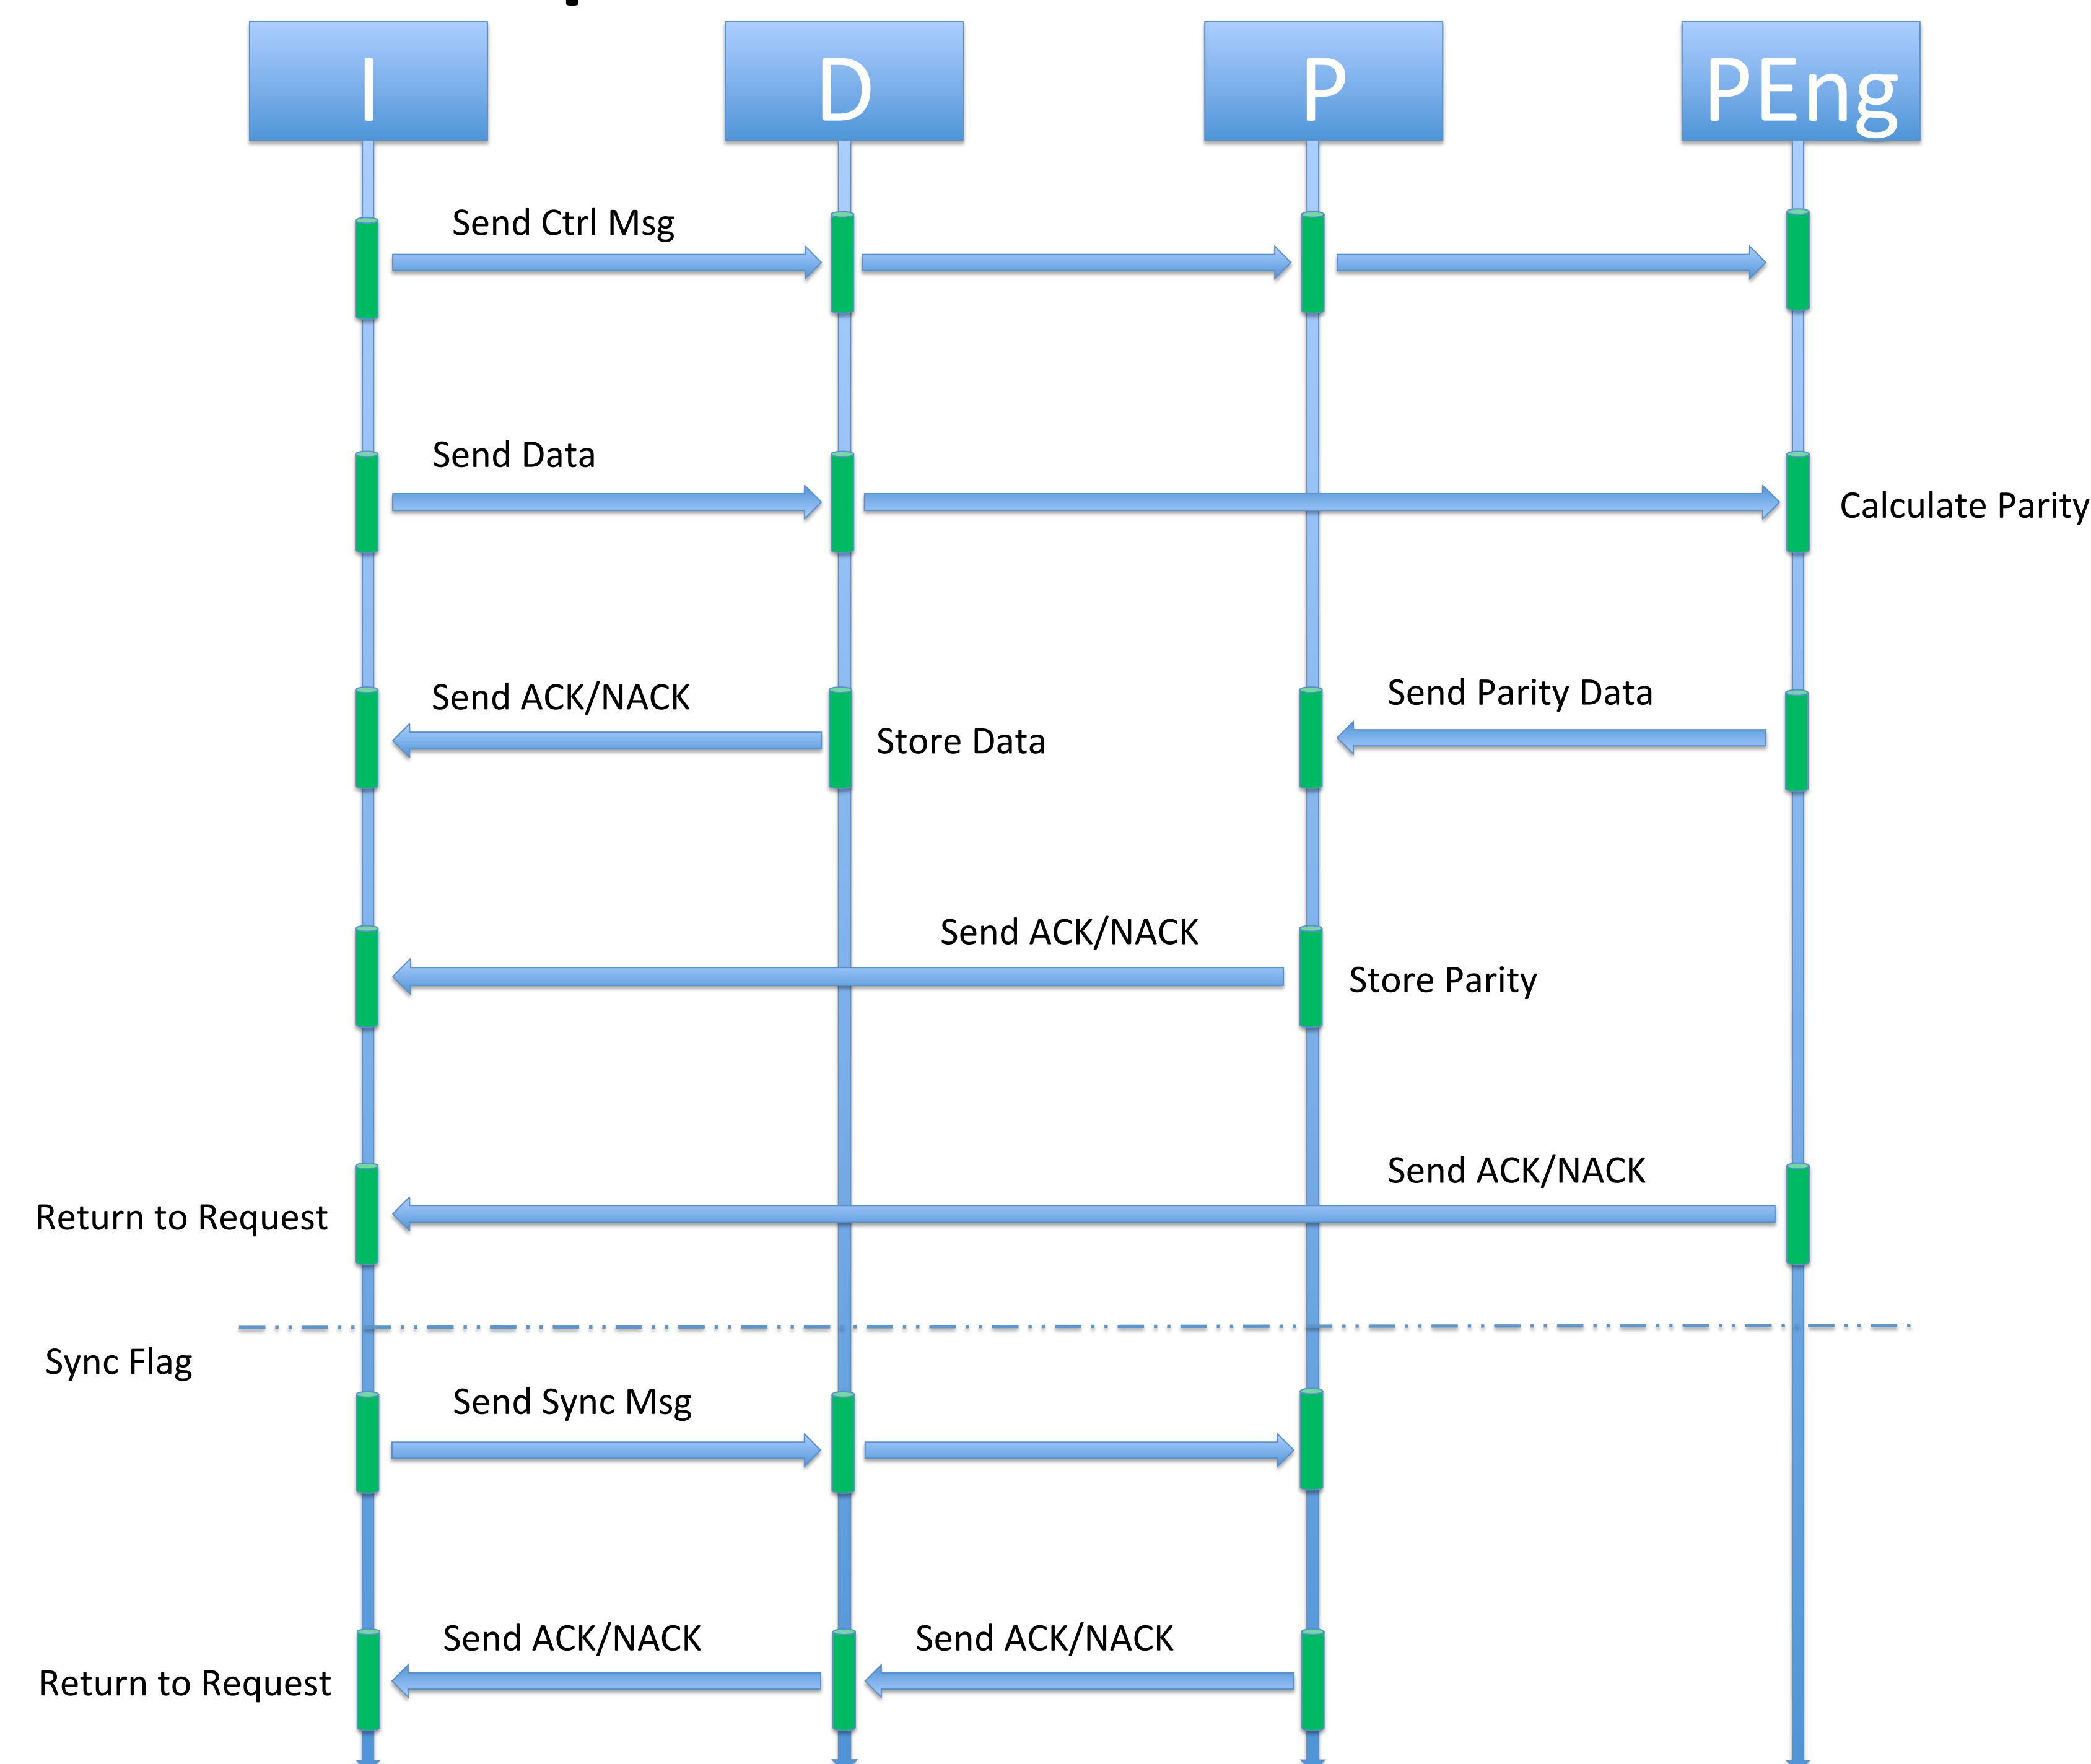 I
D
P
PEng
Send Ctrl Msg
Send Data
Calculate Parity
Send ACK/NACK
Store Data
Send Parity Data
Send ACK/NACK
Store Parity
Send ACK/NACK
Return to Request
Sync Flag
Send Sync Msg
Send ACK/NACK
Send ACK/NACK
Return to Request